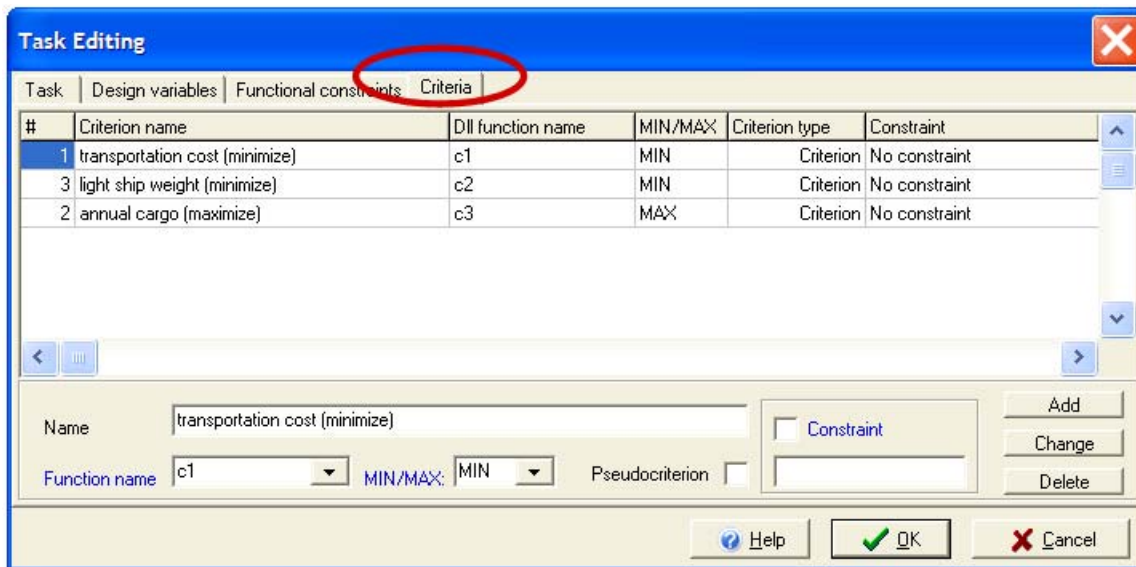 Task Editing
Task Design variables Functional constraints Criteria
# Criterion name Dll function name MIN/MAX Criterion type Constraint
1 transportation cost (minimize) c1 MIN Criterion No constraint
3 light ship weight (minimize) c2 MIN Criterion No constraint
2 annual cargo (maximize) c3 MAX Criterion No constraint
Name transportation cost (minimize) Constraint Add
Change
Function name c1 MIN/MAX: MIN Pseudocriterion Delete
Help OK Cancel